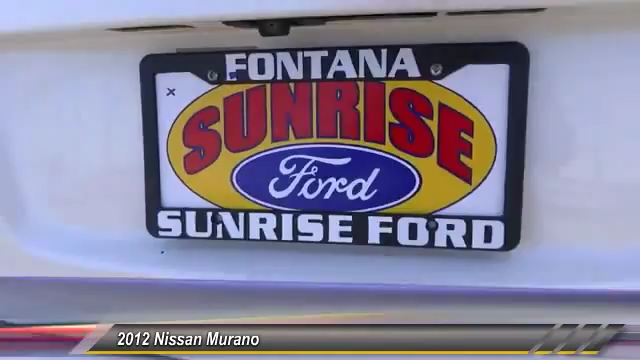 FONTANA
SUNRISE
Ford
SUNRISE FORD
2012 Nissan Murano